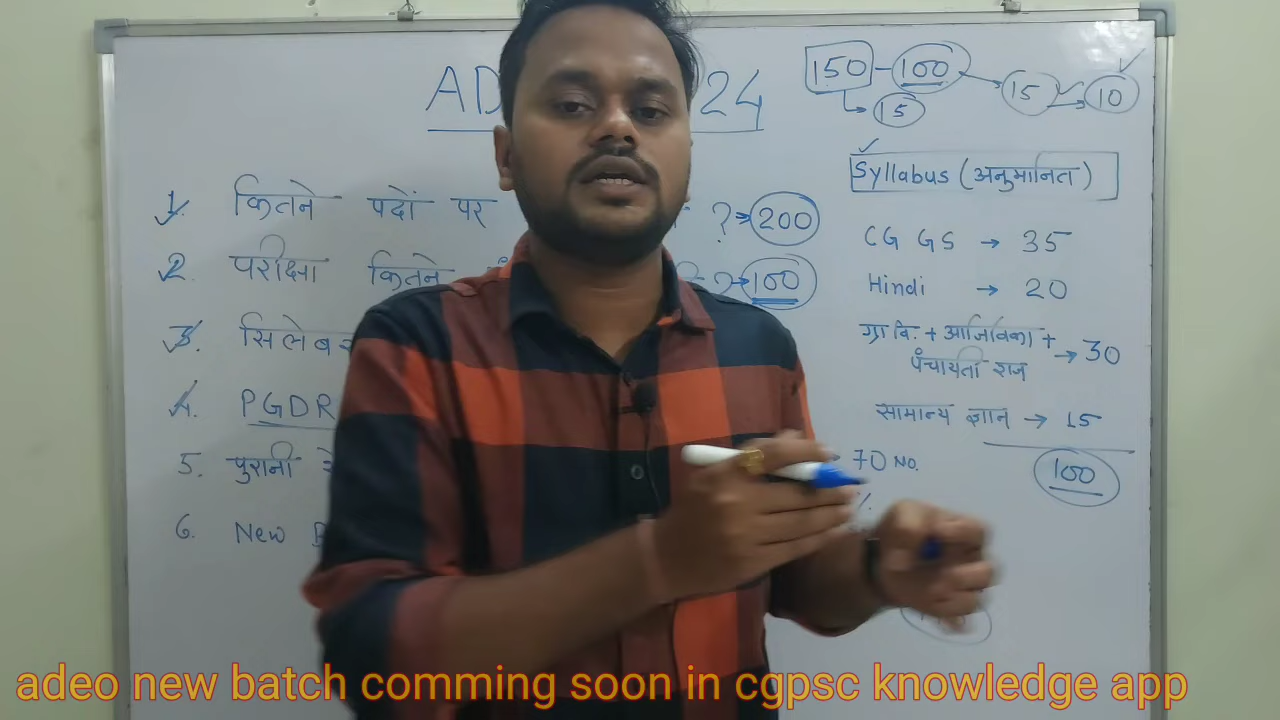 AD 24
150 - 100 → 15 → 10
15
Syllabus (अनुमानित)
1. कितने पदों पर ? → 200
2. परीक्षा कितने ? → 100
3. सिलेब
4. PGDR
5. पुरानी
6. New B
CG GS → 35
Hindi → 20
ग्रा वि. + आजिविका +
पंचायती राज → 30
सामान्य ज्ञान → 15
100
70 No.
adeo new batch comming soon in cgpsc knowledge app